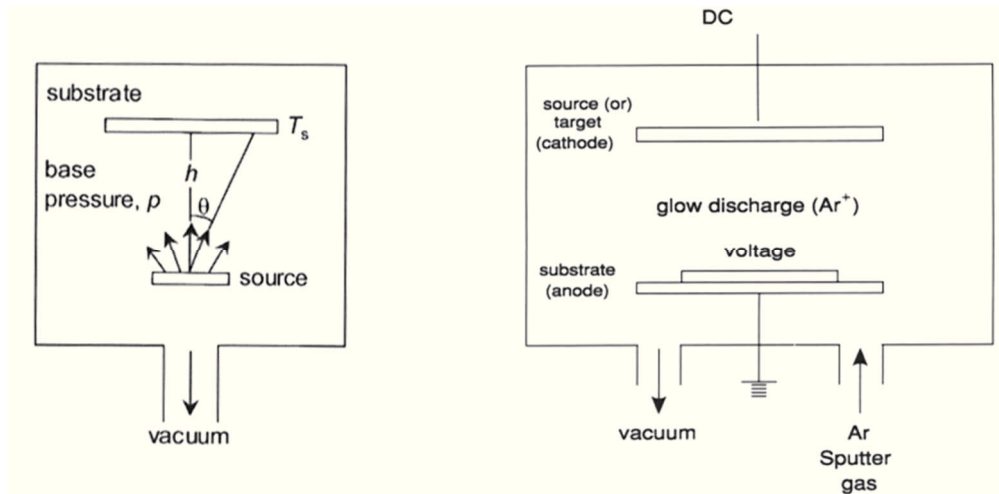 substrate
Ts
base
pressure, p
h
θ
source
vacuum
DC
source (or)
target
(cathode)
glow discharge (Ar+)
voltage
substrate
(anode)
vacuum
Ar
Sputter
gas